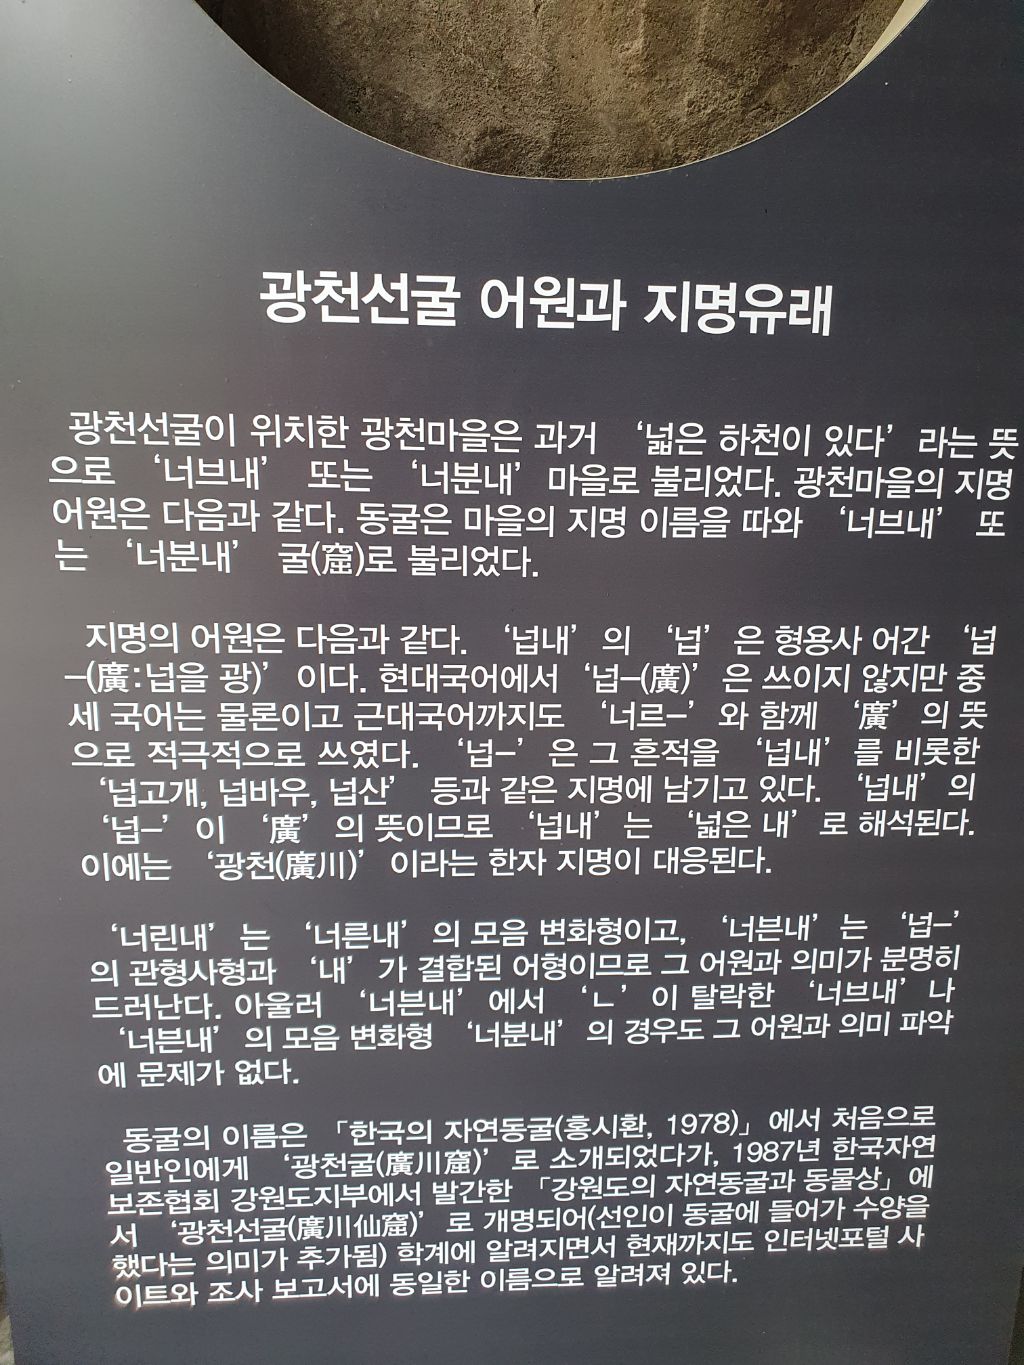 광천선굴 어원과 지명유래
광천선굴이 위치한 광천마을은 과거 ‘넓은 하천이 있다’ 라는 뜻
으로 ‘너브내’ 또는 ‘너분내’ 마을로 불리었다. 광천마을의 지명
어원은 다음과 같다. 동굴은 마을의 지명 이름을 따와 ‘너브내’ 또
는 ‘너분내’ 굴(窟)로 불리었다.
지명의 어원은 다음과 같다. ‘넙내’의 ‘넙’은 형용사 어간 ‘넙
-(廣:넙을 광)’이다. 현대국어에서 ‘넙-(廣)’은 쓰이지 않지만 중
세 국어는 물론이고 근대국어까지도 ‘너르-’와 함께 ‘廣’의 뜻
으로 적극적으로 쓰였다. ‘넙-’은 그 흔적을 ‘넙내’를 비롯한
‘넙고개, 넙바우, 넙산’ 등과 같은 지명에 남기고 있다. ‘넙내’의
‘넙-’이 ‘廣’의 뜻이므로 ‘넙내’는 ‘넓은 내’로 해석된다.
이에는 ‘광천(廣川)’이라는 한자 지명이 대응된다.
‘너린내’는 ‘너른내’의 모음 변화형이고, ‘너븐내’는 ‘넙-’
의 관형사형과 ‘내’가 결합된 어형이므로 그 어원과 의미가 분명히
드러난다. 아울러 ‘너븐내’에서 ‘ㄴ’이 탈락한 ‘너브내’나
‘너븐내’의 모음 변화형 ‘너분내’의 경우도 그 어원과 의미 파악
에 문제가 없다.
동굴의 이름은 「한국의 자연동굴(홍시환, 1978)」에서 처음으로
일반인에게 ‘광천굴(廣川窟)’로 소개되었다가, 1987년 한국자연
보존협회 강원도지부에서 발간한 「강원도의 자연동굴과 동물상」에
서 ‘광천선굴(廣川仙窟)’로 개명되어(선인이 동굴에 들어가 수양을
했다는 의미가 추가됨) 학계에 알려지면서 현재까지도 인터넷포털 사
이트와 조사 보고서에 동일한 이름으로 알려져 있다.